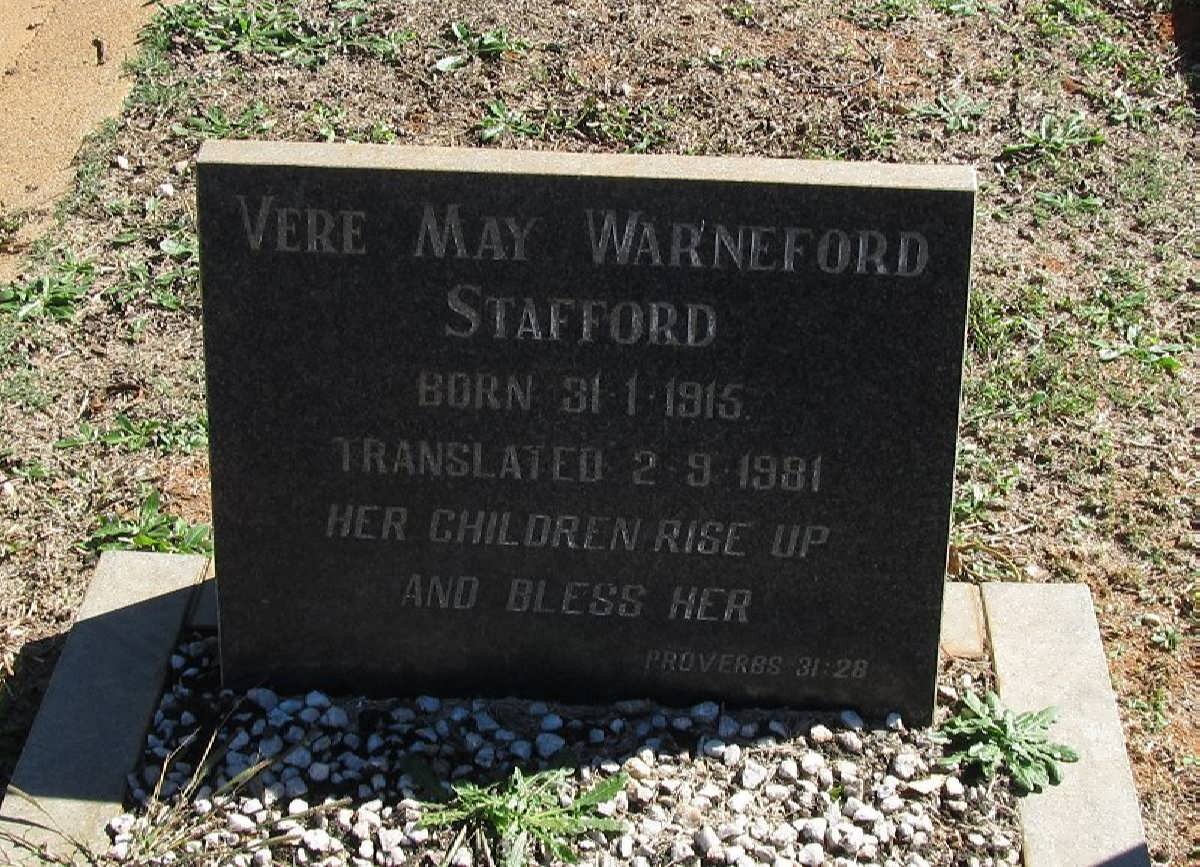 VERE MAY WARNEFORD
STAFFORD
BORN 31·1·1915
TRANSLATED 2·9·1981
HER CHILDREN RISE UP
AND BLESS HER
PROVERBS 31:28